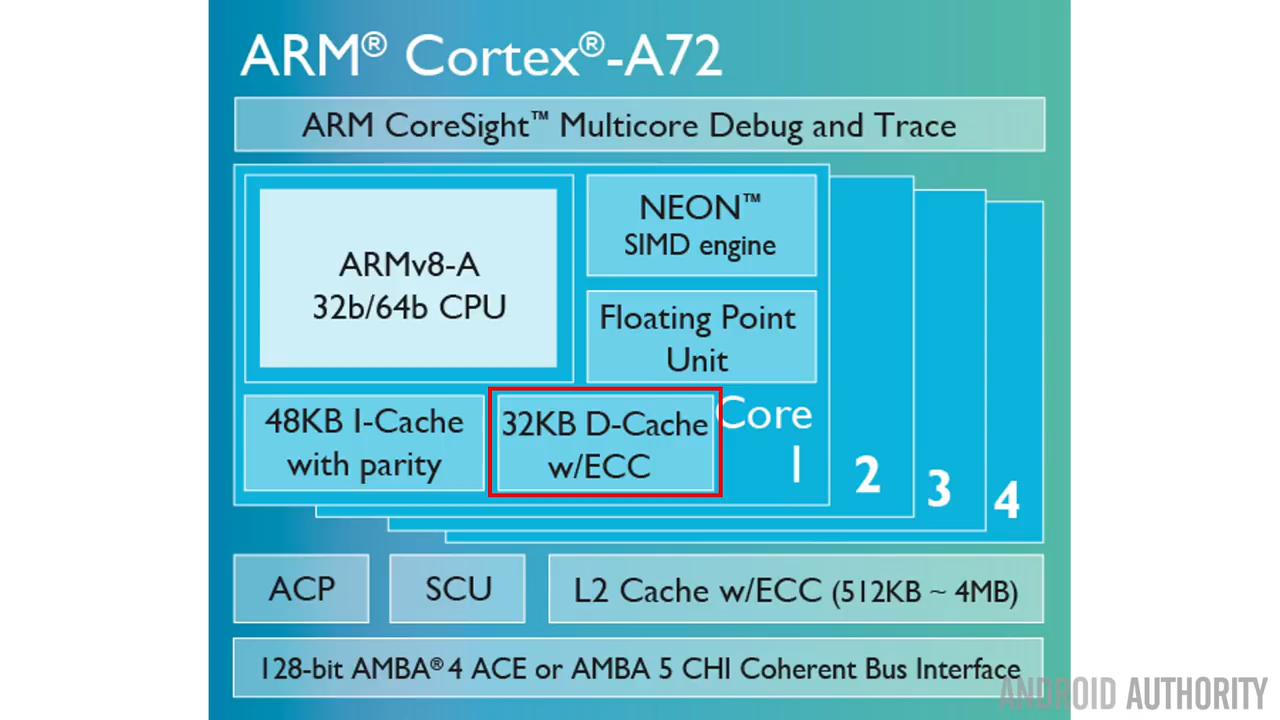 ARM® Cortex®-A72
ARM CoreSight™ Multicore Debug and Trace
ARMv8-A
32b/64b CPU
NEON™
SIMD engine
Floating Point
Unit
48KB I-Cache
with parity
32KB D-Cache
w/ECC
Core
1
2
3
4
ACP
SCU
L2 Cache w/ECC (512KB ~ 4MB)
128-bit AMBA® 4 ACE or AMBA 5 CHI Coherent Bus Interface
ANDROID AUTHORITY